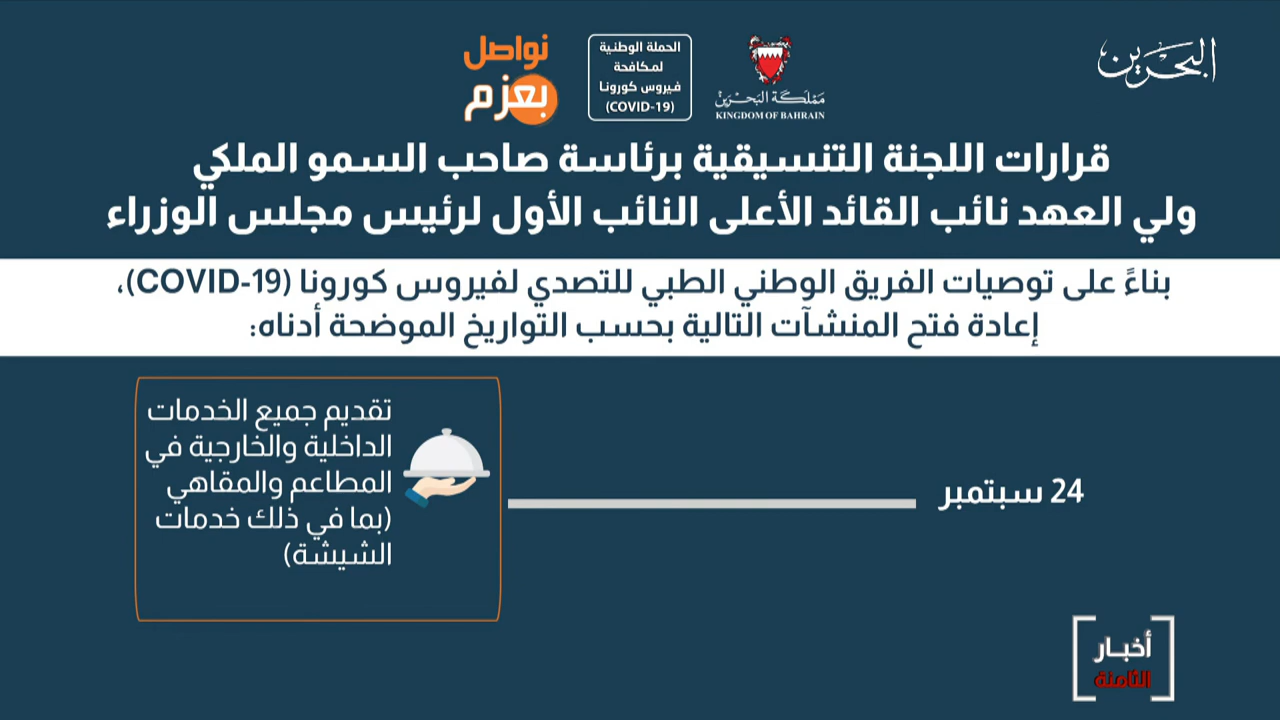 البحرين
مملكة البحرين
KINGDOM OF BAHRAIN
الحملة الوطنية
لمكافحة
فيروس كورونا
(COVID-19)
نواصل
بعزم
قرارات اللجنة التنسيقية برئاسة صاحب السمو الملكي
ولي العهد نائب القائد الأعلى النائب الأول لرئيس مجلس الوزراء
بناءً على توصيات الفريق الوطني الطبي للتصدي لفيروس كورونا (COVID-19)،
إعادة فتح المنشآت التالية بحسب التواريخ الموضحة أدناه:
24 سبتمبر
تقديم جميع الخدمات
الداخلية والخارجية في
المطاعم والمقاهي
(بما في ذلك خدمات
الشيشة)
أخبار
الثامنة